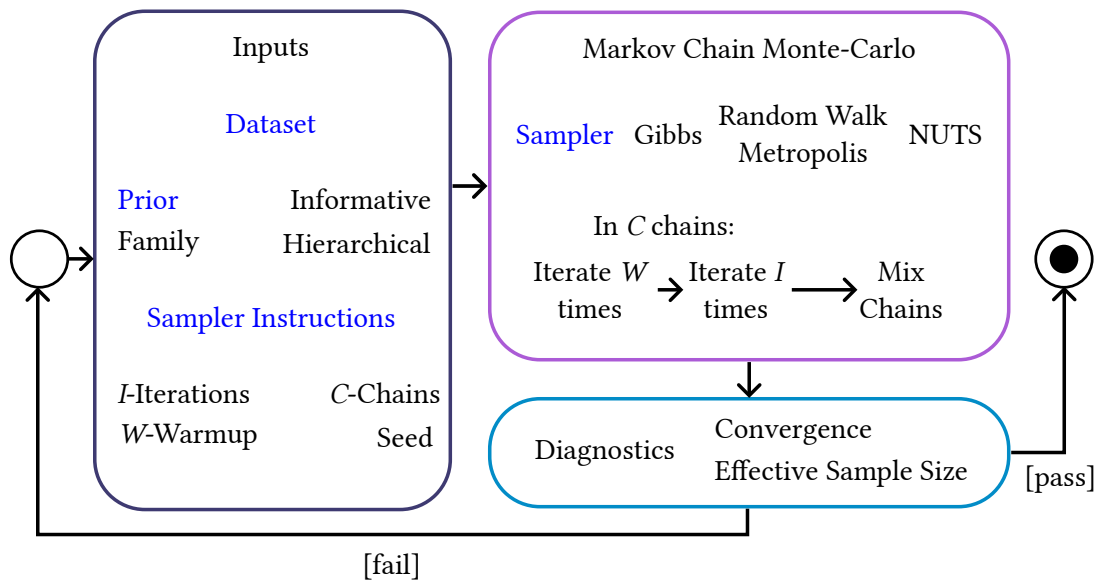 Inputs
Dataset
Prior
Informative
Family
Hierarchical
Sampler Instructions
I-Iterations
C-Chains
W-Warmup
Seed
Markov Chain Monte-Carlo
Sampler
Gibbs
Random Walk
Metropolis
NUTS
In C chains:
Iterate W
times
Iterate I
times
Mix
Chains
Diagnostics
Convergence
Effective Sample Size
[pass]
[fail]